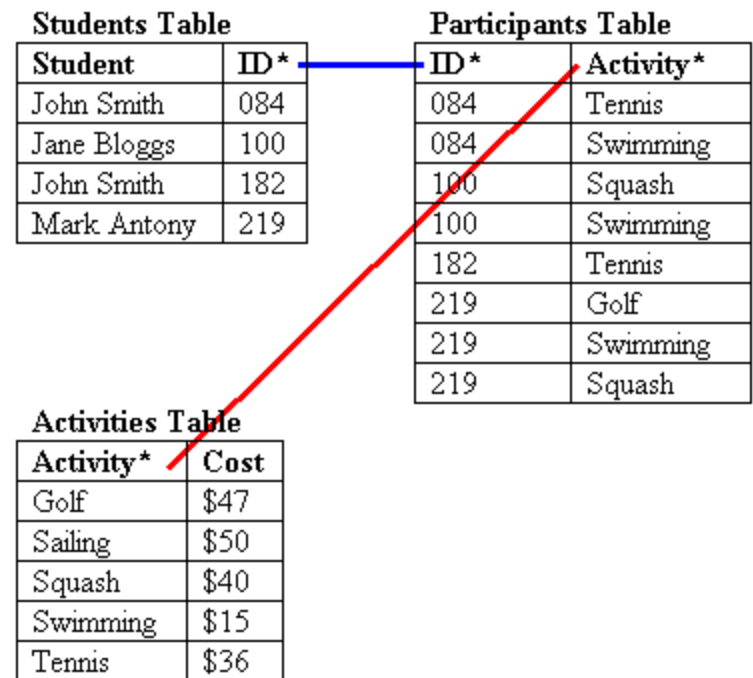 Students Table
Student ID*
John Smith 084
Jane Bloggs 100
John Smith 182
Mark Antony 219
Participants Table
ID* Activity*
084 Tennis
084 Swimming
100 Squash
100 Swimming
182 Tennis
219 Golf
219 Swimming
219 Squash
Activities Table
Activity* Cost
Golf $47
Sailing $50
Squash $40
Swimming $15
Tennis $36